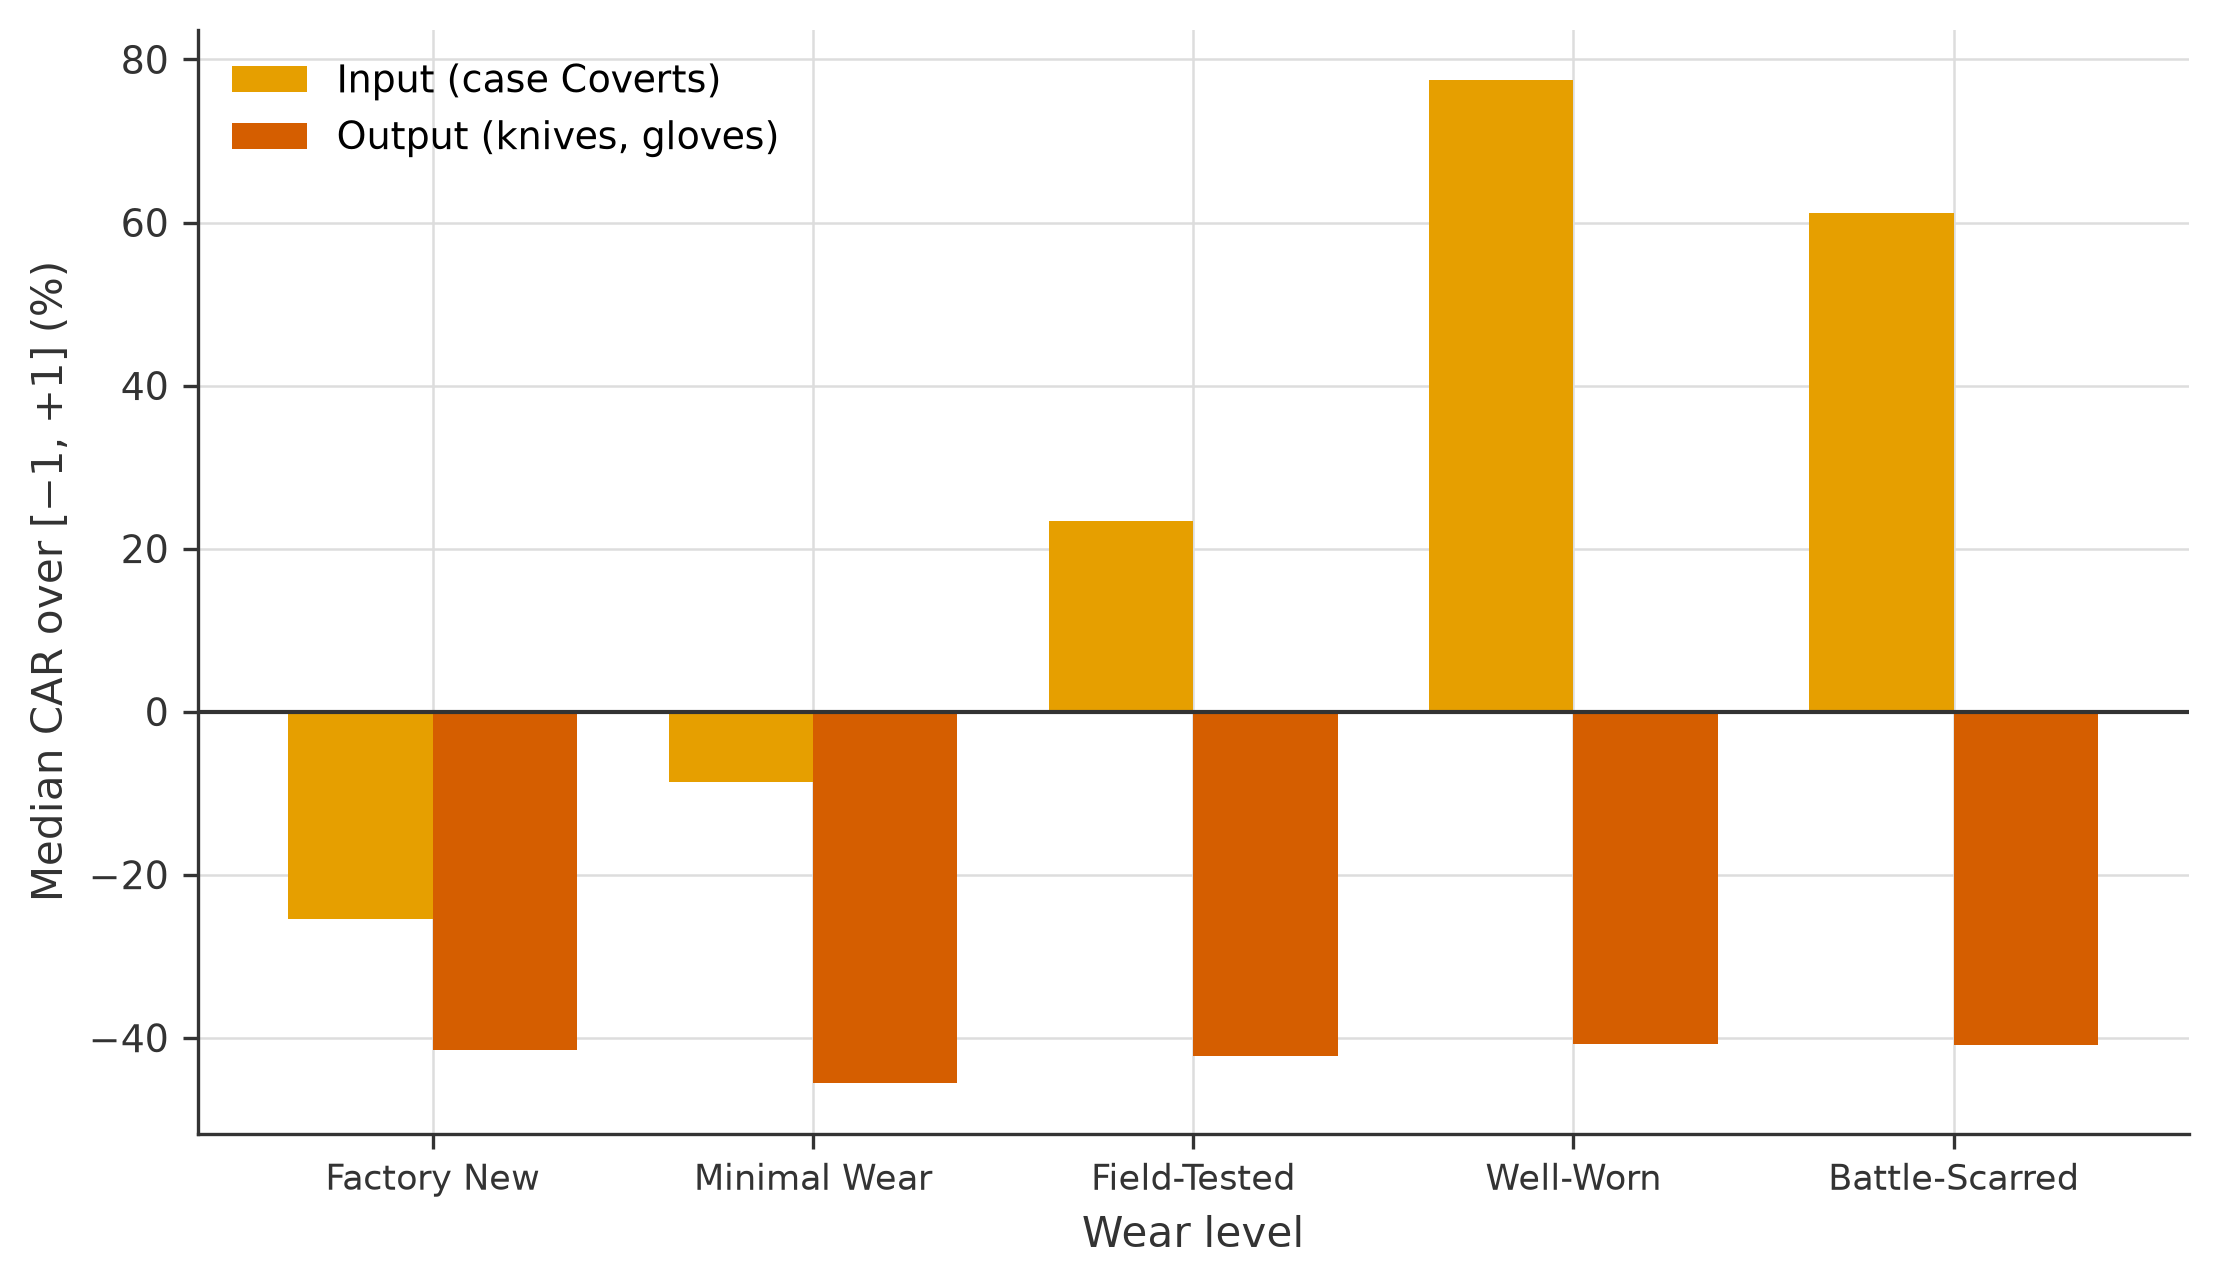 Input (case Coverts)
Output (knives, gloves)
Median CAR over [−1, +1] (%)
80
60
40
20
0
−20
−40
Factory New
Minimal Wear
Field-Tested
Well-Worn
Battle-Scarred
Wear level